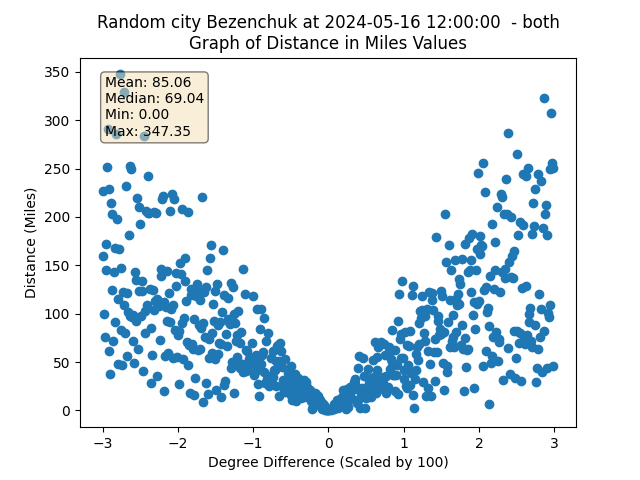 Random city Bezenchuk at 2024-05-16 12:00:00  - both
Graph of Distance in Miles Values
Mean: 85.06
Median: 69.04
Min: 0.00
Max: 347.35
Distance (Miles)
350
300
250
200
150
100
50
0
−3
−2
−1
0
1
2
3
Degree Difference (Scaled by 100)